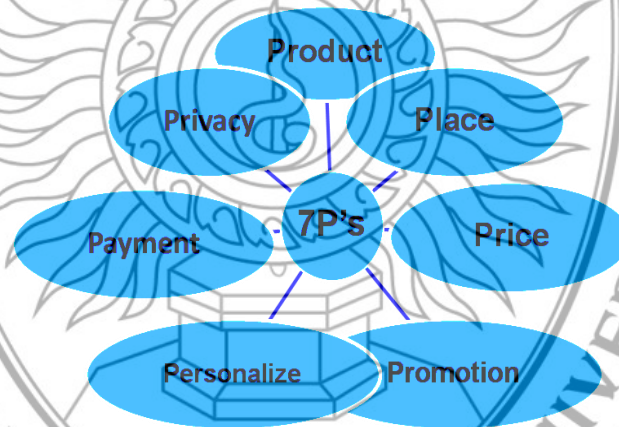 Product
Privacy
Place
7P's
Payment
Price
Personalize
Promotion